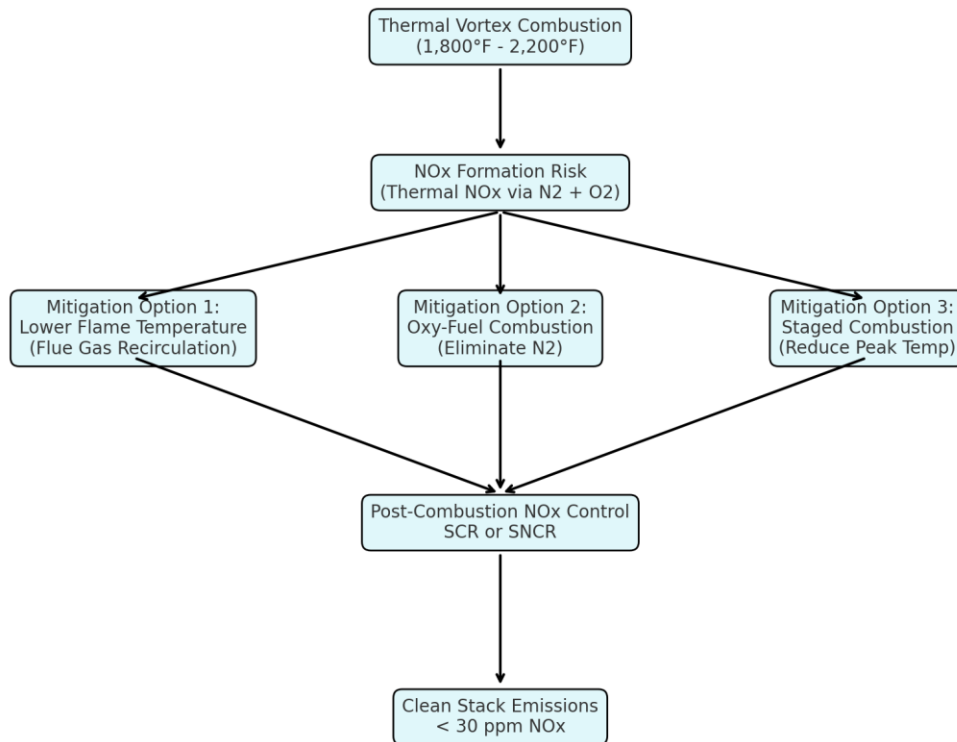 Thermal Vortex Combustion
(1,800°F - 2,200°F)
NOx Formation Risk
(Thermal NOx via N2 + O2)
Mitigation Option 1:
Lower Flame Temperature
(Flue Gas Recirculation)
Mitigation Option 2:
Oxy-Fuel Combustion
(Eliminate N2)
Mitigation Option 3:
Staged Combustion
(Reduce Peak Temp)
Post-Combustion NOx Control
SCR or SNCR
Clean Stack Emissions
< 30 ppm NOx